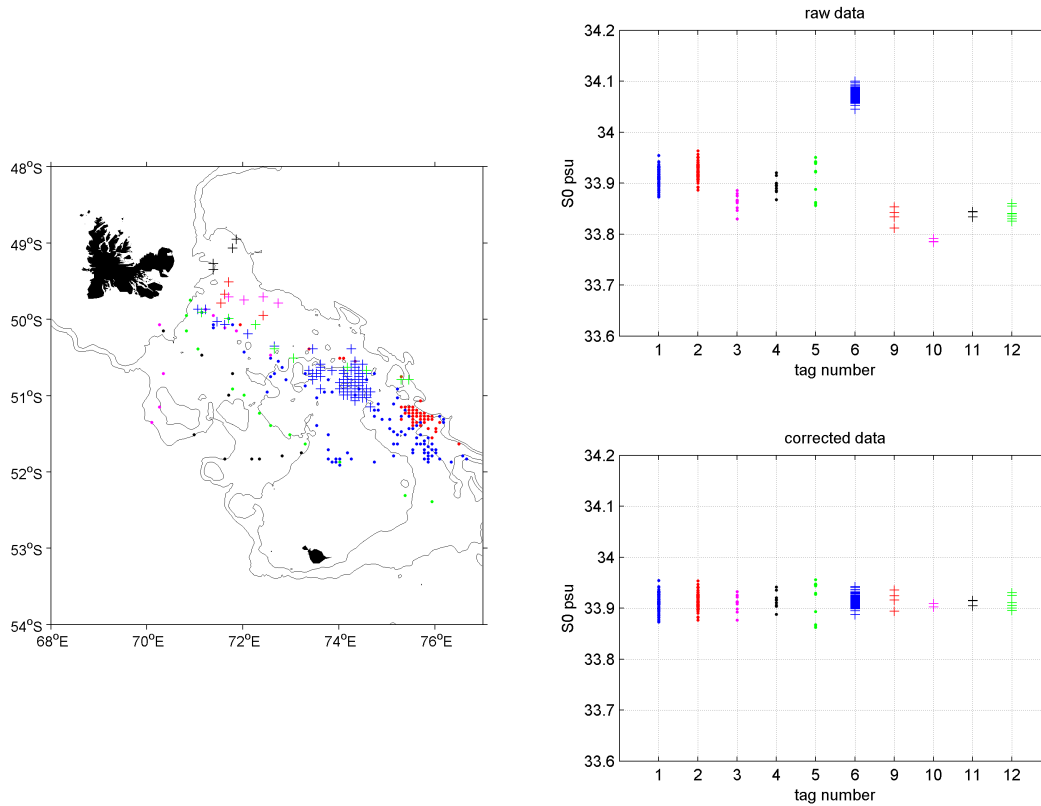 48°S
49°S
50°S
51°S
52°S
53°S
54°S
68°E 70°E 72°E 74°E 76°E
raw data
34.2
34.1
34
33.9
33.8
33.7
33.6
S0 psu
1 2 3 4 5 6 9 10 11 12
tag number
corrected data
34.2
34.1
34
33.9
33.8
33.7
33.6
S0 psu
1 2 3 4 5 6 9 10 11 12
tag number